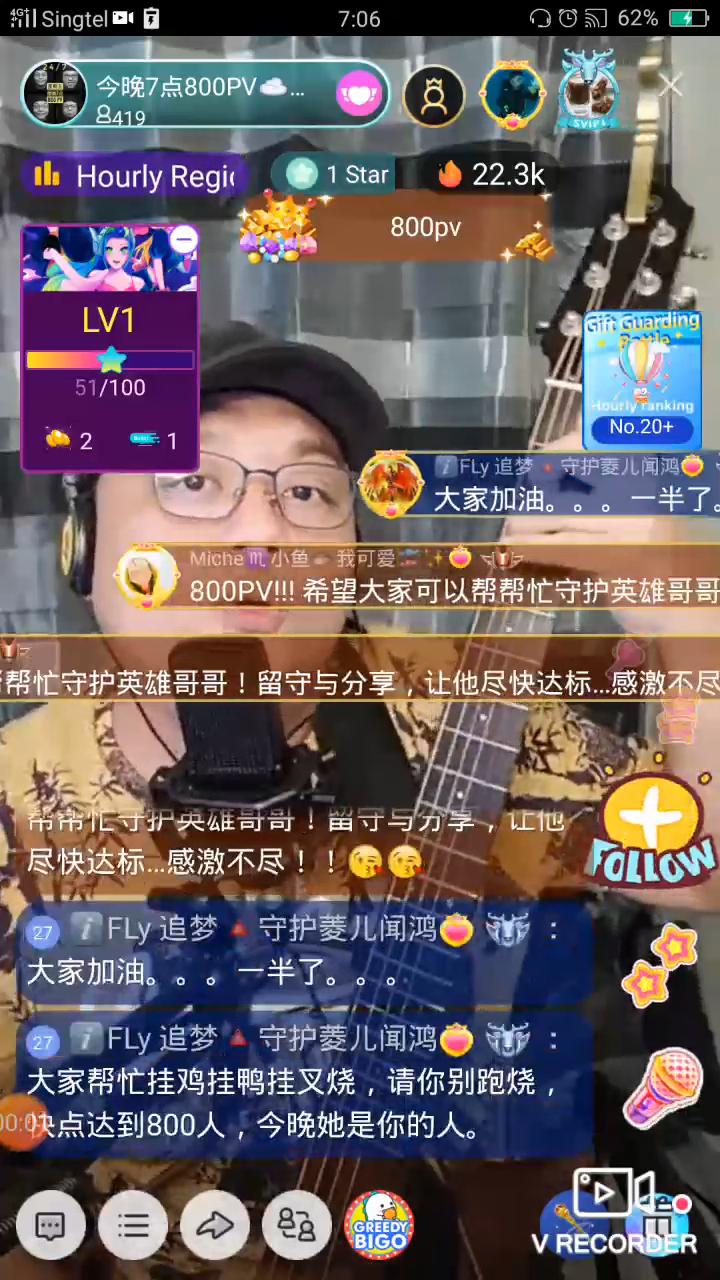 4G+ Singtel 7:06 62%
24/7
今晚7点800PV☁️...
419
SVIP1
Hourly Regi
1 Star
22.3k
800pv
LV1
51/100
2 1
Gift Guarding
Battle
Hourly ranking
No.20+
FLy 追梦🔺守护菱儿闻鸿
大家加油。。。一半了。
Miche♏小鱼 我可爱
800PV!!! 希望大家可以帮帮忙守护英雄哥哥
帮忙守护英雄哥哥！留守与分享，让他尽快达标...感激不尽
帮帮忙守护英雄哥哥！留守与分享，让他
尽快达标...感激不尽！！😘😘
FOLLOW
27 FLy 追梦🔺守护菱儿闻鸿：
大家加油。。。一半了。。。
27 FLy 追梦🔺守护菱儿闻鸿：
大家帮忙挂鸡挂鸭挂叉烧，请你别跑烧，
快点达到800人，今晚她是你的人。
GREEDY
BIGO
V RECORDER